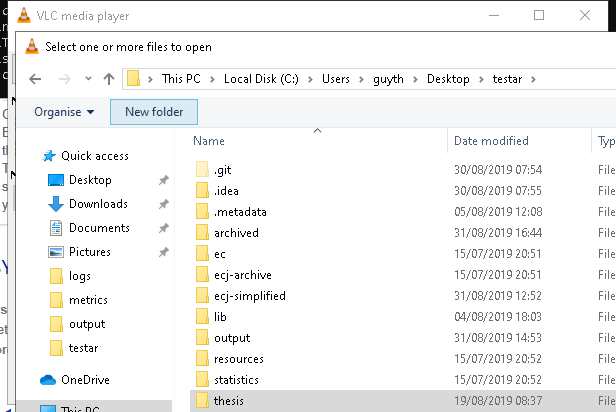 VLC media player
Select one or more files to open
This PC > Local Disk (C:) > Users > guyth > Desktop > testar >
Organise New folder
Name Date modified Typ
Quick access
Desktop
Downloads
Documents
Pictures
logs
metrics
output
testar
OneDrive
This PC
.git 30/08/2019 07:54 File
.idea 30/08/2019 07:55 File
.metadata 05/08/2019 12:08 File
archived 31/08/2019 16:44 File
ec 15/07/2019 20:51 File
ecj-archive 15/07/2019 20:51 File
ecj-simplified 31/08/2019 12:52 File
lib 04/08/2019 18:03 File
output 31/08/2019 14:53 File
resources 15/07/2019 20:52 File
statistics 15/07/2019 20:52 File
thesis 19/08/2019 08:37 File